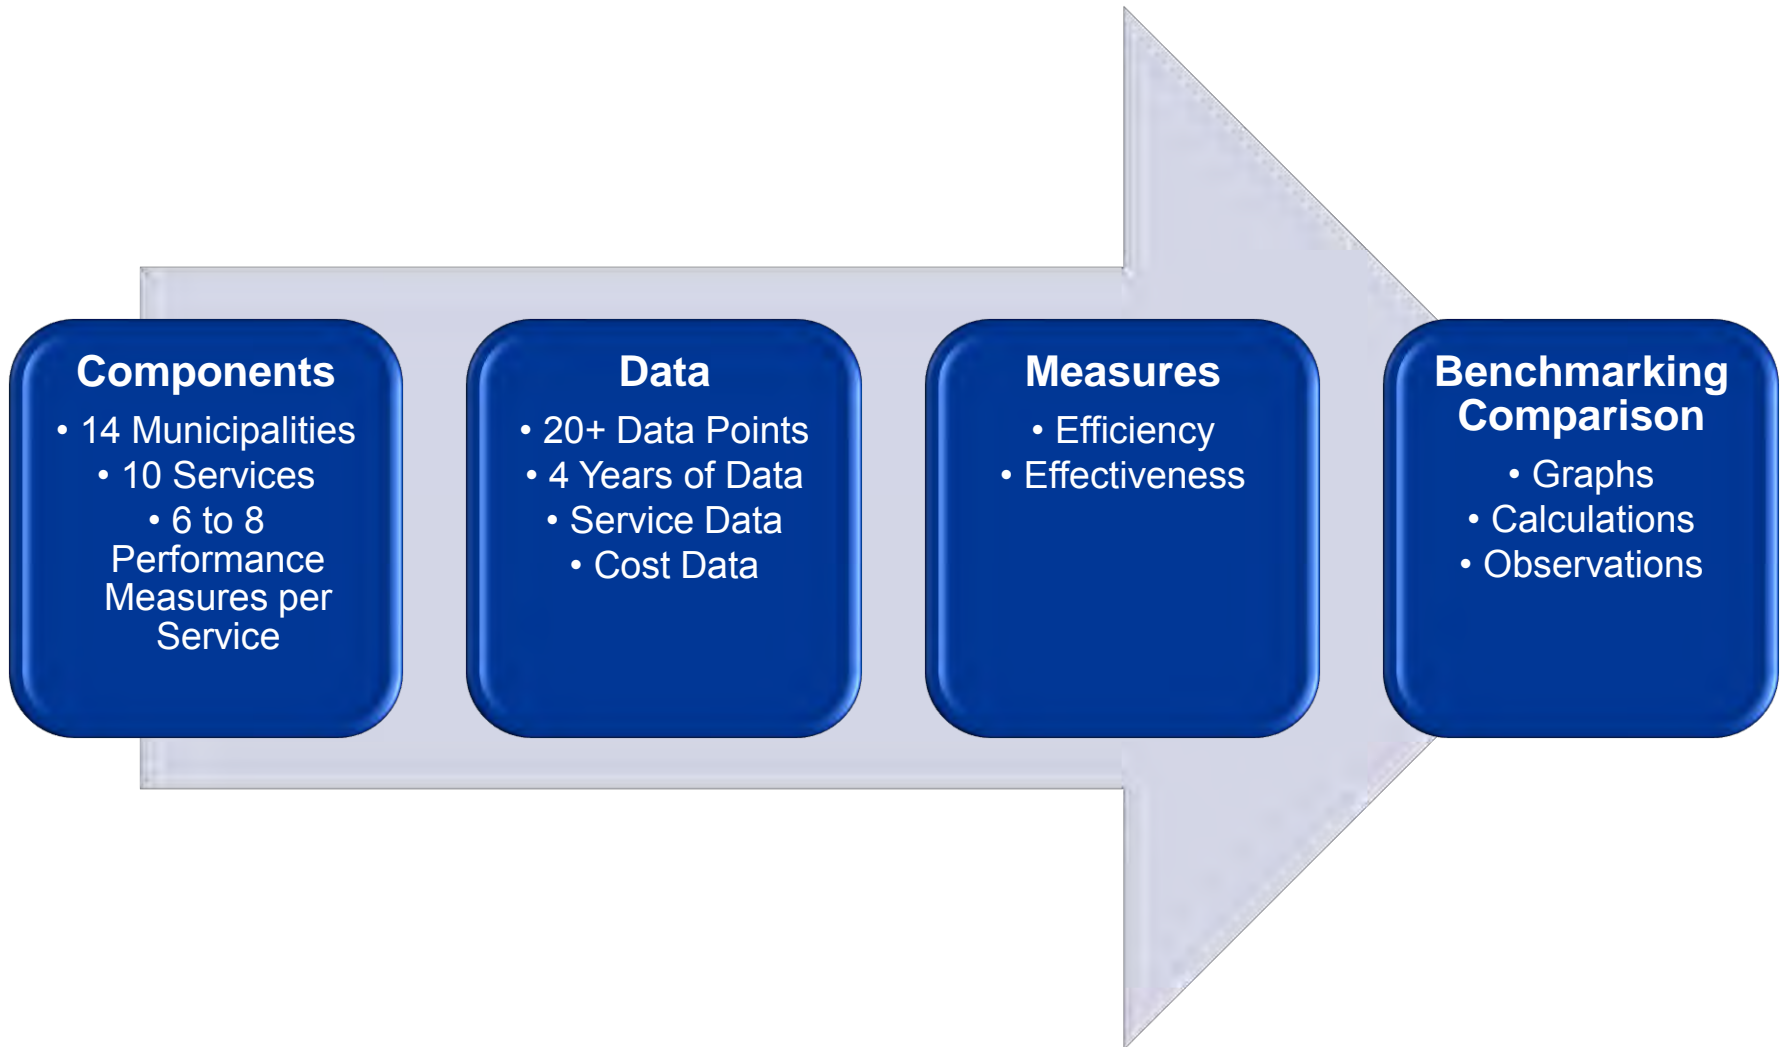 Components
• 14 Municipalities
• 10 Services
• 6 to 8
Performance
Measures per
Service
Data
• 20+ Data Points
• 4 Years of Data
• Service Data
• Cost Data
Measures
• Efficiency
• Effectiveness
Benchmarking
Comparison
• Graphs
• Calculations
• Observations